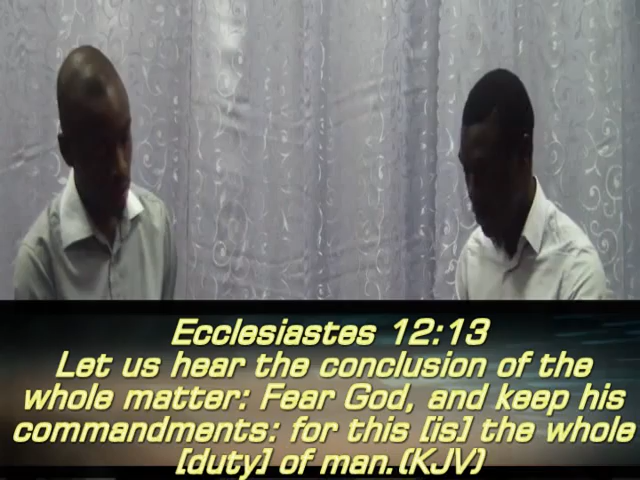 Ecclesiastes 12:13
Let us hear the conclusion of the
whole matter: Fear God, and keep his
commandments: for this [is] the whole
[duty] of man.(KJV)